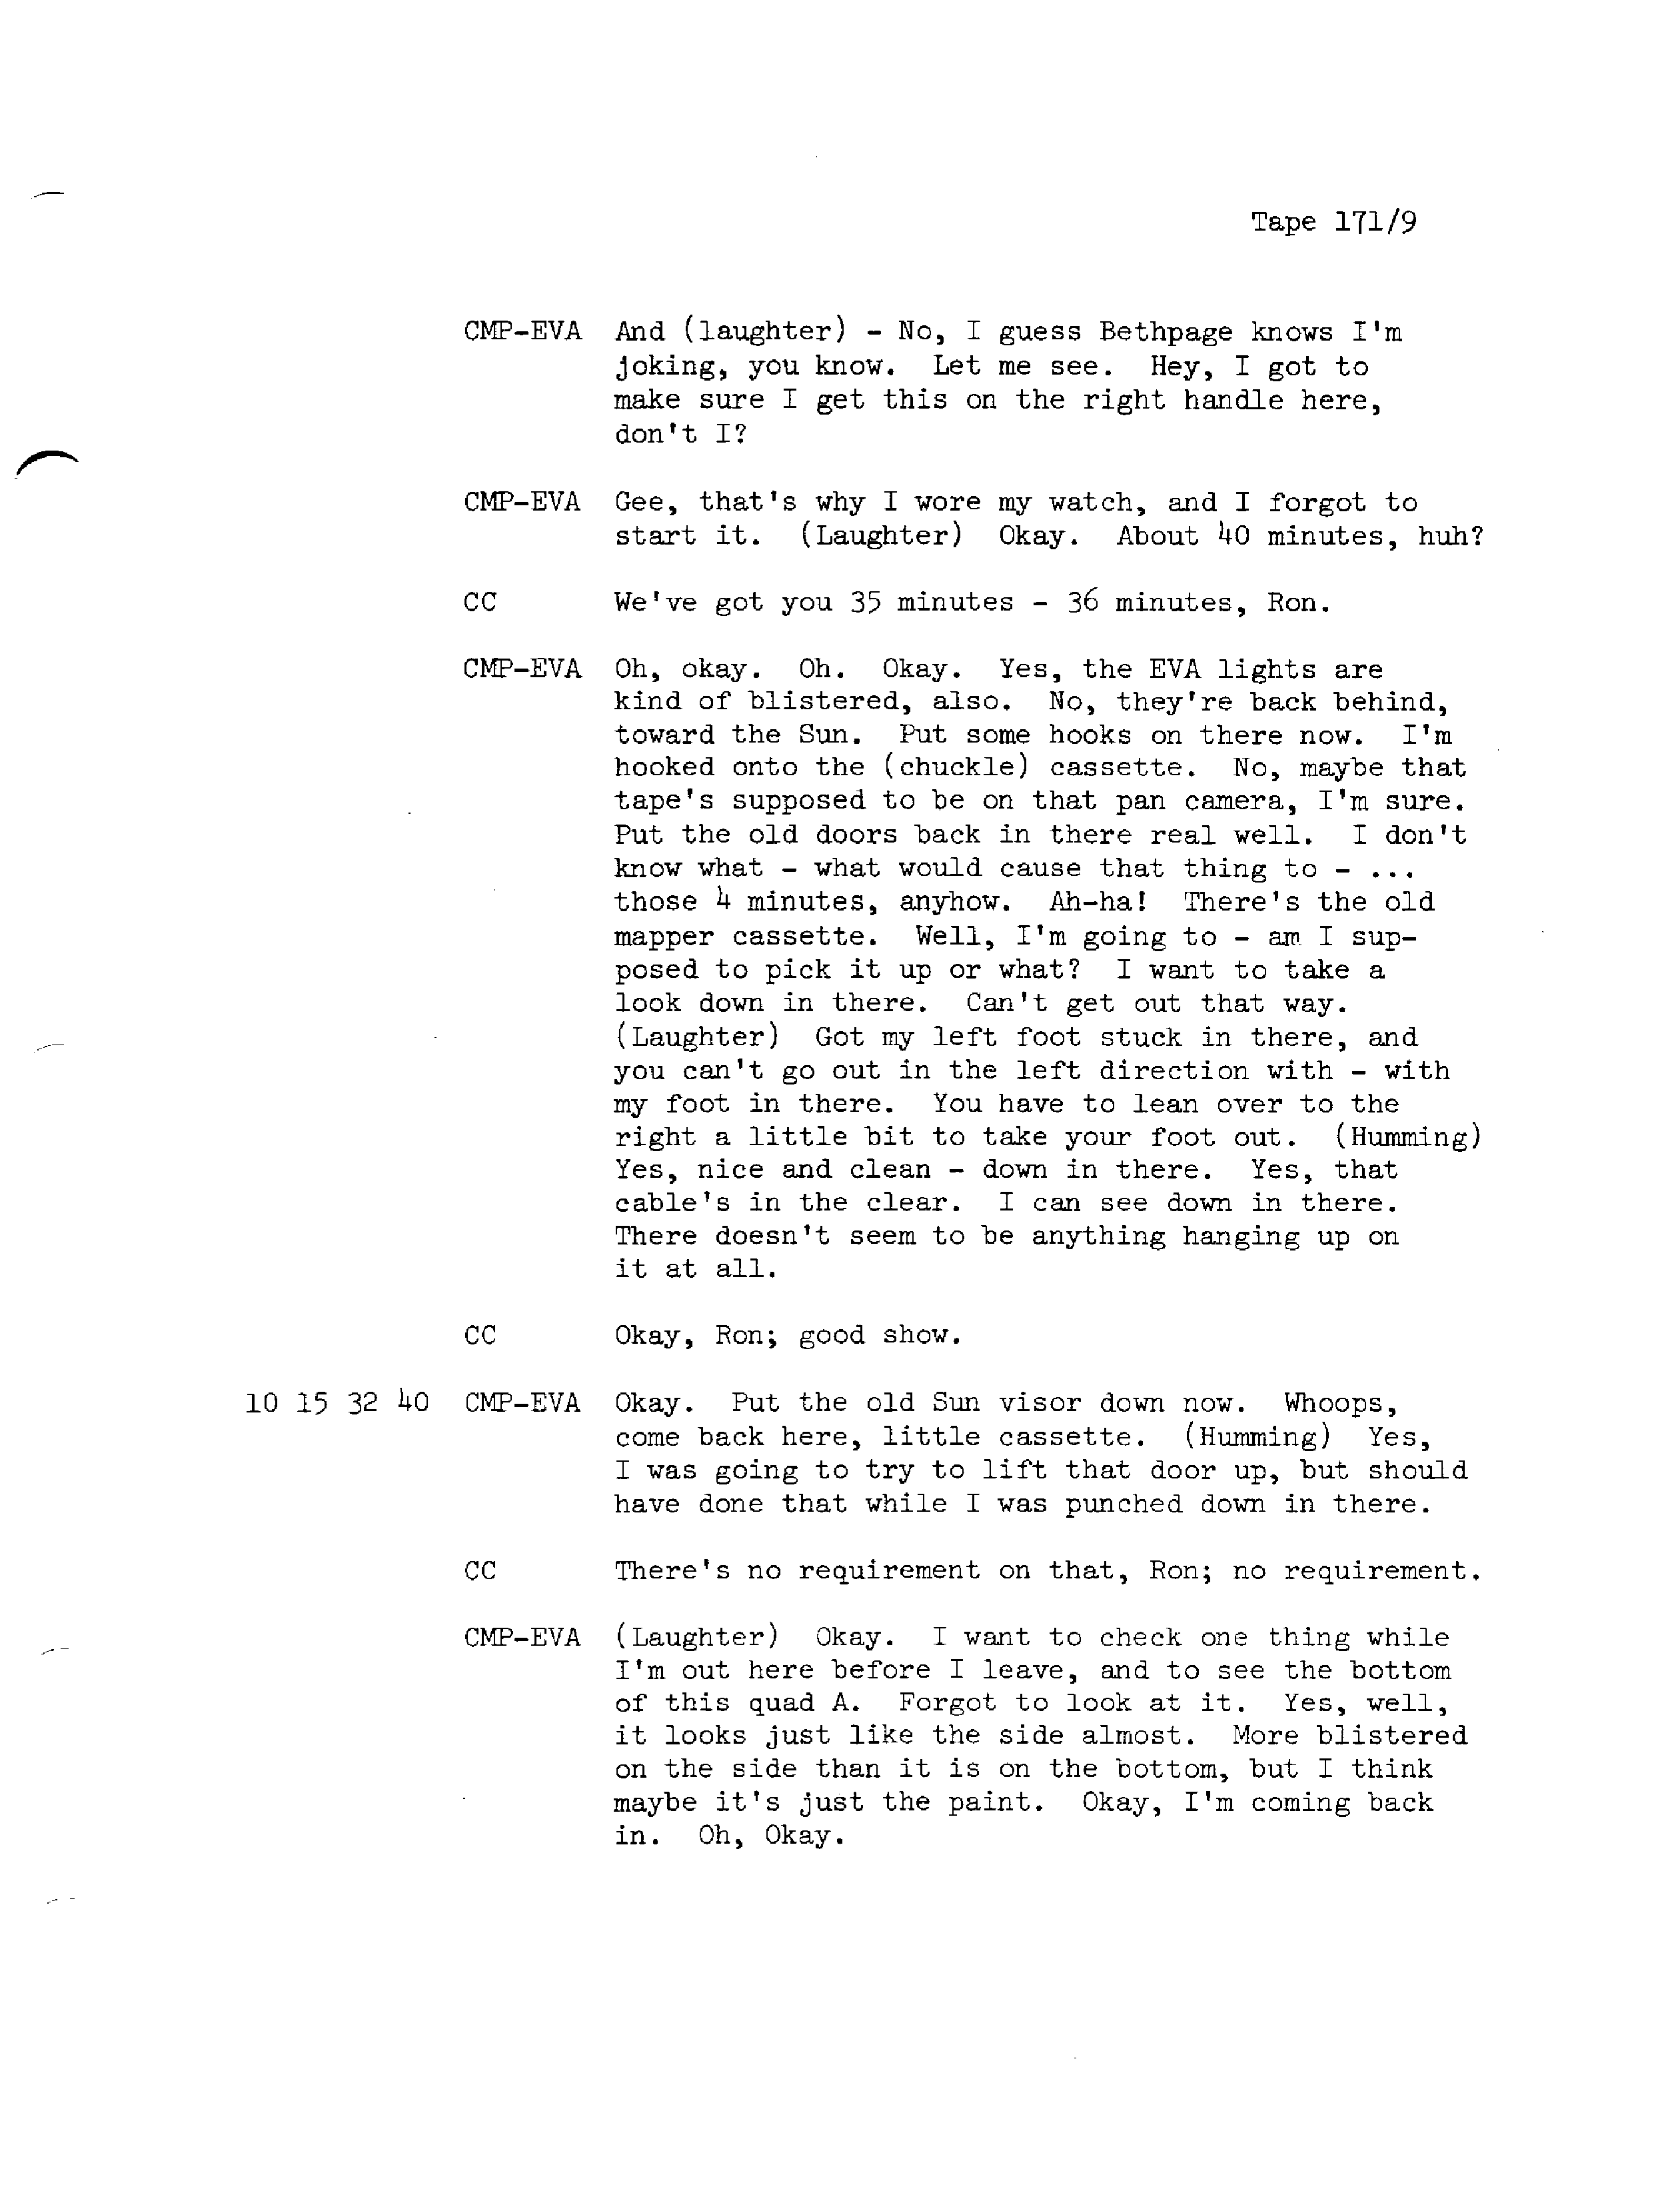 Tape 171/9
CMP-EVA And (laughter) - No, I guess Bethpage knows I'm
joking, you know. Let me see. Hey, I got to
make sure I get this on the right handle here,
don't I?
CMP-EVA Gee, that's why I wore my watch, and I forgot to
start it. (Laughter) Okay. About 40 minutes, huh?
CC We've got you 35 minutes - 36 minutes, Ron.
CMP-EVA Oh, okay. Oh. Okay. Yes, the EVA lights are
kind of blistered, also. No, they're back behind,
toward the Sun. Put some hooks on there now. I'm
hooked onto the (chuckle) cassette. No, maybe that
tape's supposed to be on that pan camera, I'm sure.
Put the old doors back in there real well. I don't
know what - what would cause that thing to - ...
those 4 minutes, anyhow. Ah-ha! There's the old
mapper cassette. Well, I'm going to - am I sup-
posed to pick it up or what? I want to take a
look down in there. Can't get out that way.
(Laughter) Got my left foot stuck in there, and
you can't go out in the left direction with - with
my foot in there. You have to lean over to the
right a little bit to take your foot out. (Humming)
Yes, nice and clean - down in there. Yes, that
cable's in the clear. I can see down in there.
There doesn't seem to be anything hanging up on
it at all.
CC Okay, Ron; good show.
10 15 32 40 CMP-EVA Okay. Put the old Sun visor down now. Whoops,
come back here, little cassette. (Humming) Yes,
I was going to try to lift that door up, but should
have done that while I was punched down in there.
CC There's no requirement on that, Ron; no requirement.
CMP-EVA (Laughter) Okay. I want to check one thing while
I'm out here before I leave, and to see the bottom
of this quad A. Forgot to look at it. Yes, well,
it looks just like the side almost. More blistered
on the side than it is on the bottom, but I think
maybe it's just the paint. Okay, I'm coming back
in. Oh, Okay.